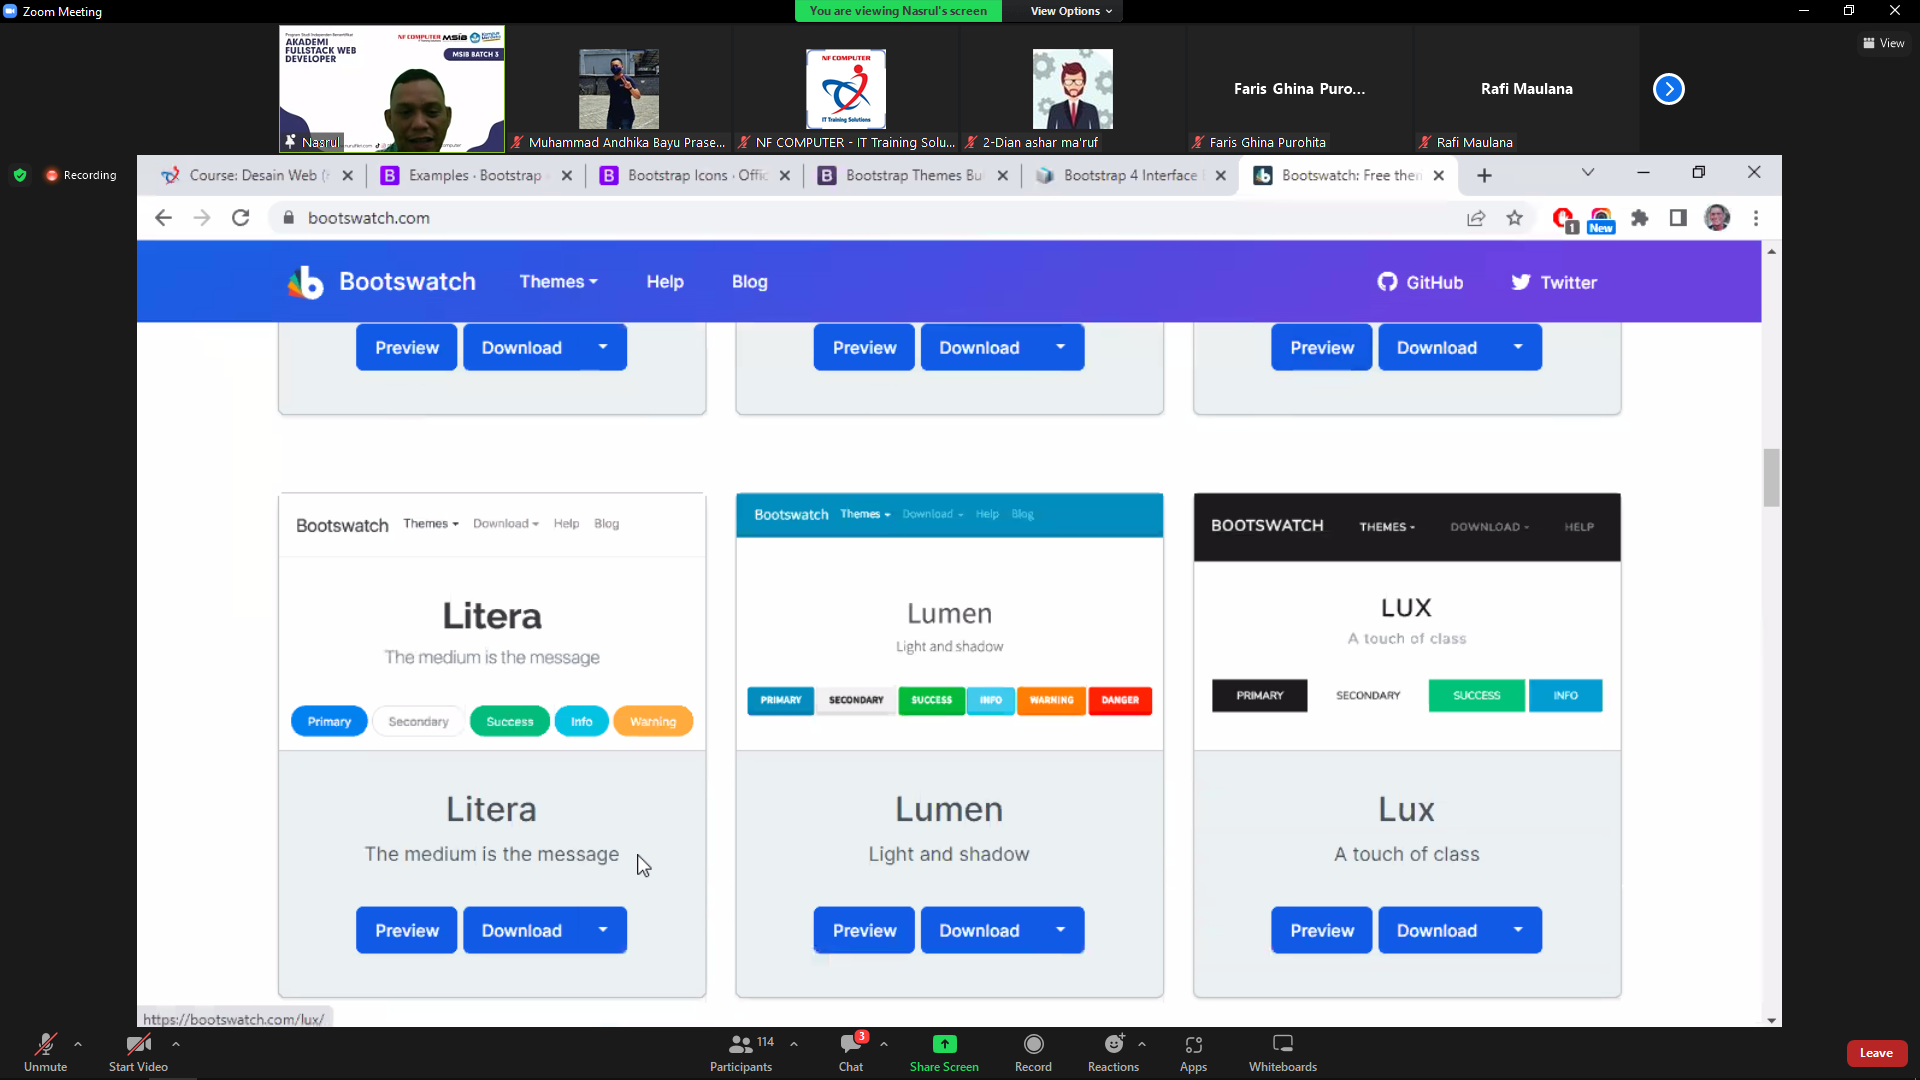 Zoom Meeting
You are viewing Nasrul's screen
View Options
View
Program Studi Independen Bersertifikat
AKADEMI
FULLSTACK WEB
DEVELOPER
NF COMPUTER
MSIB
MSIB BATCH 3
Nasrul
Muhammad Andhika Bayu Prase...
NF COMPUTER
IT Training Solutions
NF COMPUTER - IT Training Solu...
2-Dian ashar ma'ruf
Faris Ghina Puro...
Faris Ghina Purohita
Rafi Maulana
Rafi Maulana
Recording
Course: Desain Web (
Examples · Bootstrap
Bootstrap Icons · Offic
Bootstrap Themes Bu
Bootstrap 4 Interface
Bootswatch: Free then
bootswatch.com
1
New
Bootswatch
Themes
Help
Blog
GitHub
Twitter
Preview
Download
Preview
Download
Preview
Download
Bootswatch Themes Download Help Blog
Litera
The medium is the message
Primary Secondary Success Info Warning
Litera
The medium is the message
Preview
Download
Bootswatch Themes Download Help Blog
Lumen
Light and shadow
PRIMARY SECONDARY SUCCESS INFO WARNING DANGER
Lumen
Light and shadow
Preview
Download
BOOTSWATCH THEMES DOWNLOAD HELP
LUX
A touch of class
PRIMARY SECONDARY SUCCESS INFO
Lux
A touch of class
Preview
Download
https://bootswatch.com/lux/
Unmute
Start Video
114
Participants
3
Chat
Share Screen
Record
Reactions
Apps
Whiteboards
Leave